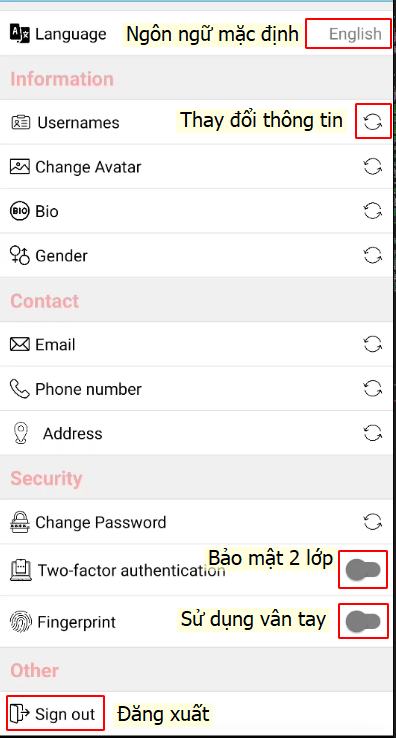 Language Ngôn ngữ mặc định English
Information
Usernames Thay đổi thông tin
Change Avatar
BIO Bio
Gender
Contact
Email
Phone number
Address
Security
Change Password
Two-factor authentication Bảo mật 2 lớp
Fingerprint Sử dụng vân tay
Other
Sign out Đăng xuất